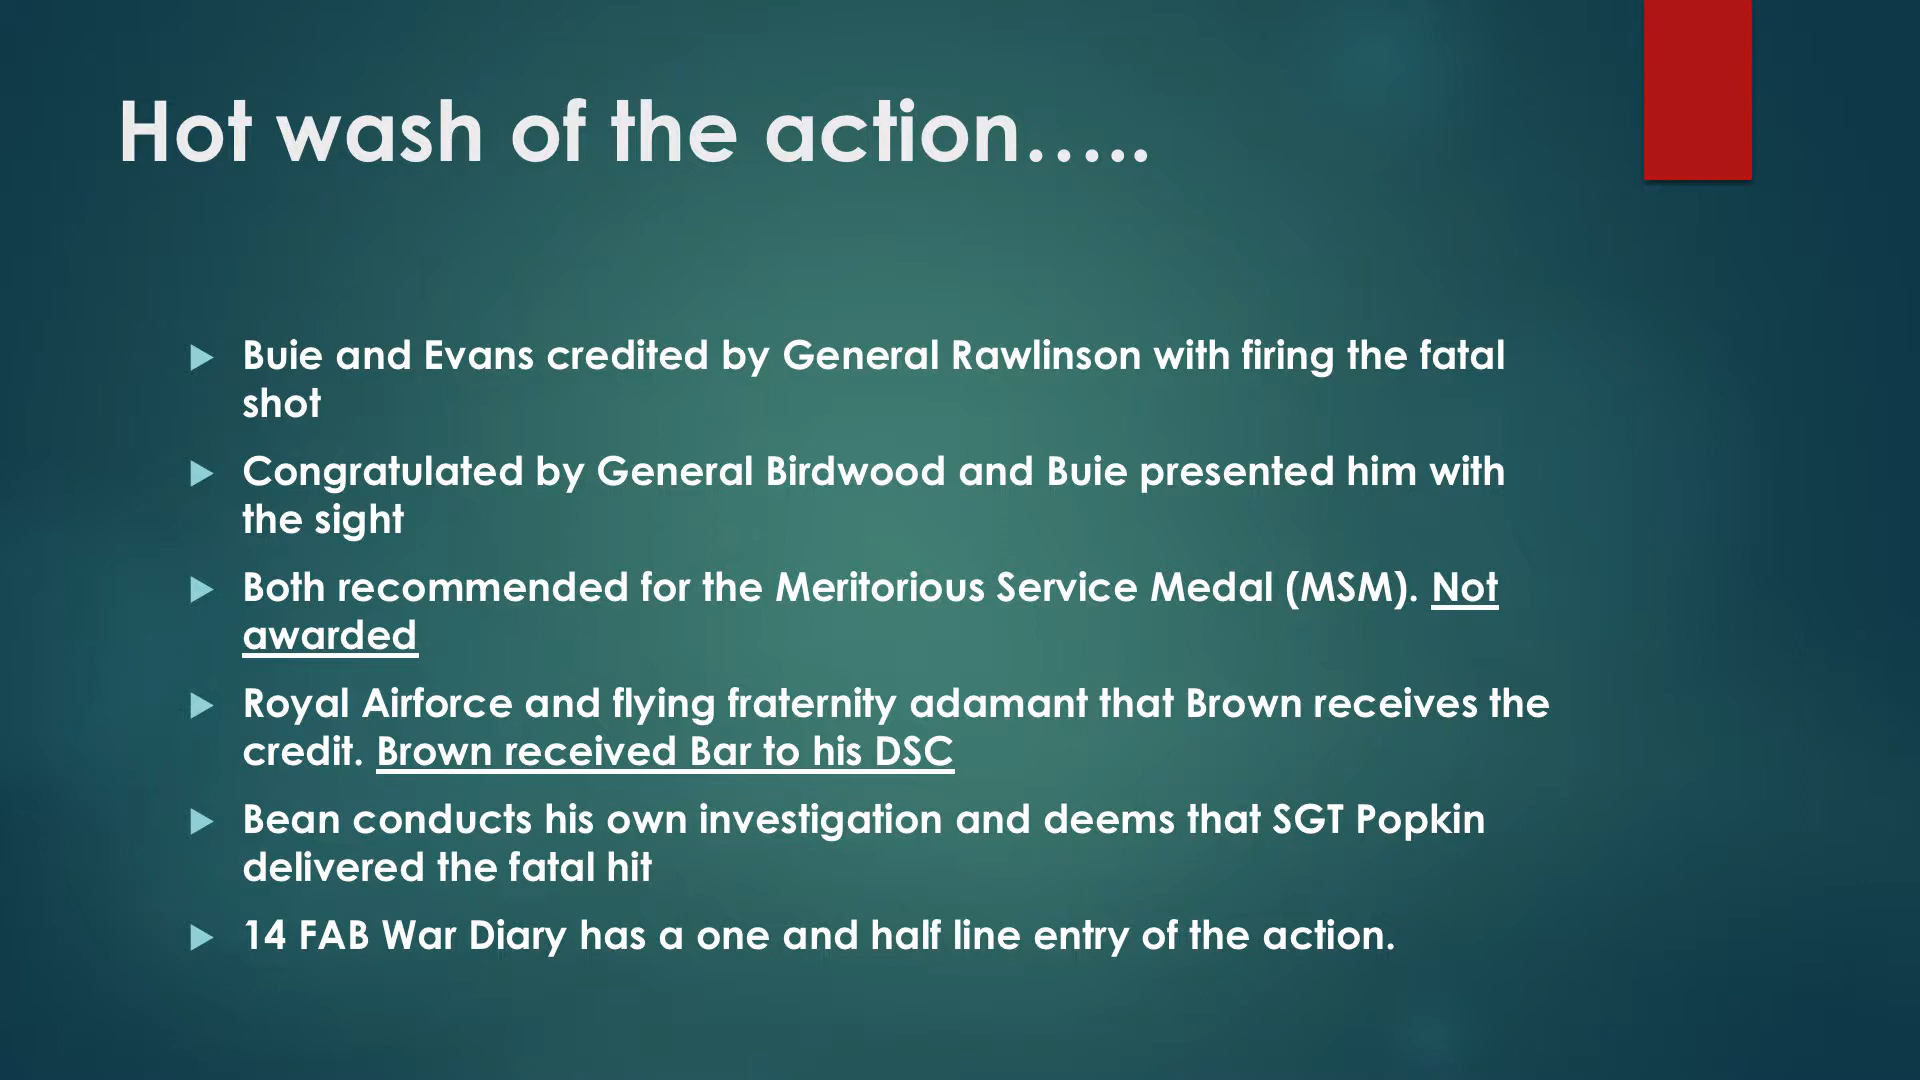 Hot wash of the action…..
Buie and Evans credited by General Rawlinson with firing the fatal
shot
Congratulated by General Birdwood and Buie presented him with
the sight
Both recommended for the Meritorious Service Medal (MSM). Not
awarded
Royal Airforce and flying fraternity adamant that Brown receives the
credit. Brown received Bar to his DSC
Bean conducts his own investigation and deems that SGT Popkin
delivered the fatal hit
14 FAB War Diary has a one and half line entry of the action.